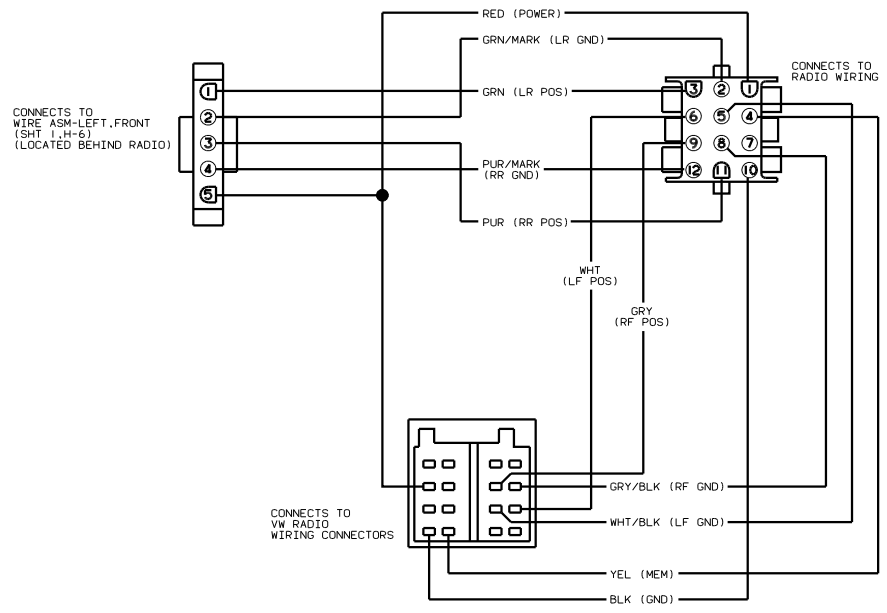 RED (POWER)
GRN/MARK (LR GND)
CONNECTS TO
RADIO WIRING
GRN (LR POS)
1
2
3
4
5
CONNECTS TO
WIRE ASM-LEFT,FRONT
(SHT 1,H-6)
(LOCATED BEHIND RADIO)
3 2 1
6 5 4
9 8 7
12 11 10
PUR/MARK
(RR GND)
PUR (RR POS)
WHT
(LF POS)
GRY
(RF POS)
GRY/BLK (RF GND)
CONNECTS TO
VW RADIO
WIRING CONNECTORS
WHT/BLK (LF GND)
YEL (MEM)
BLK (GND)